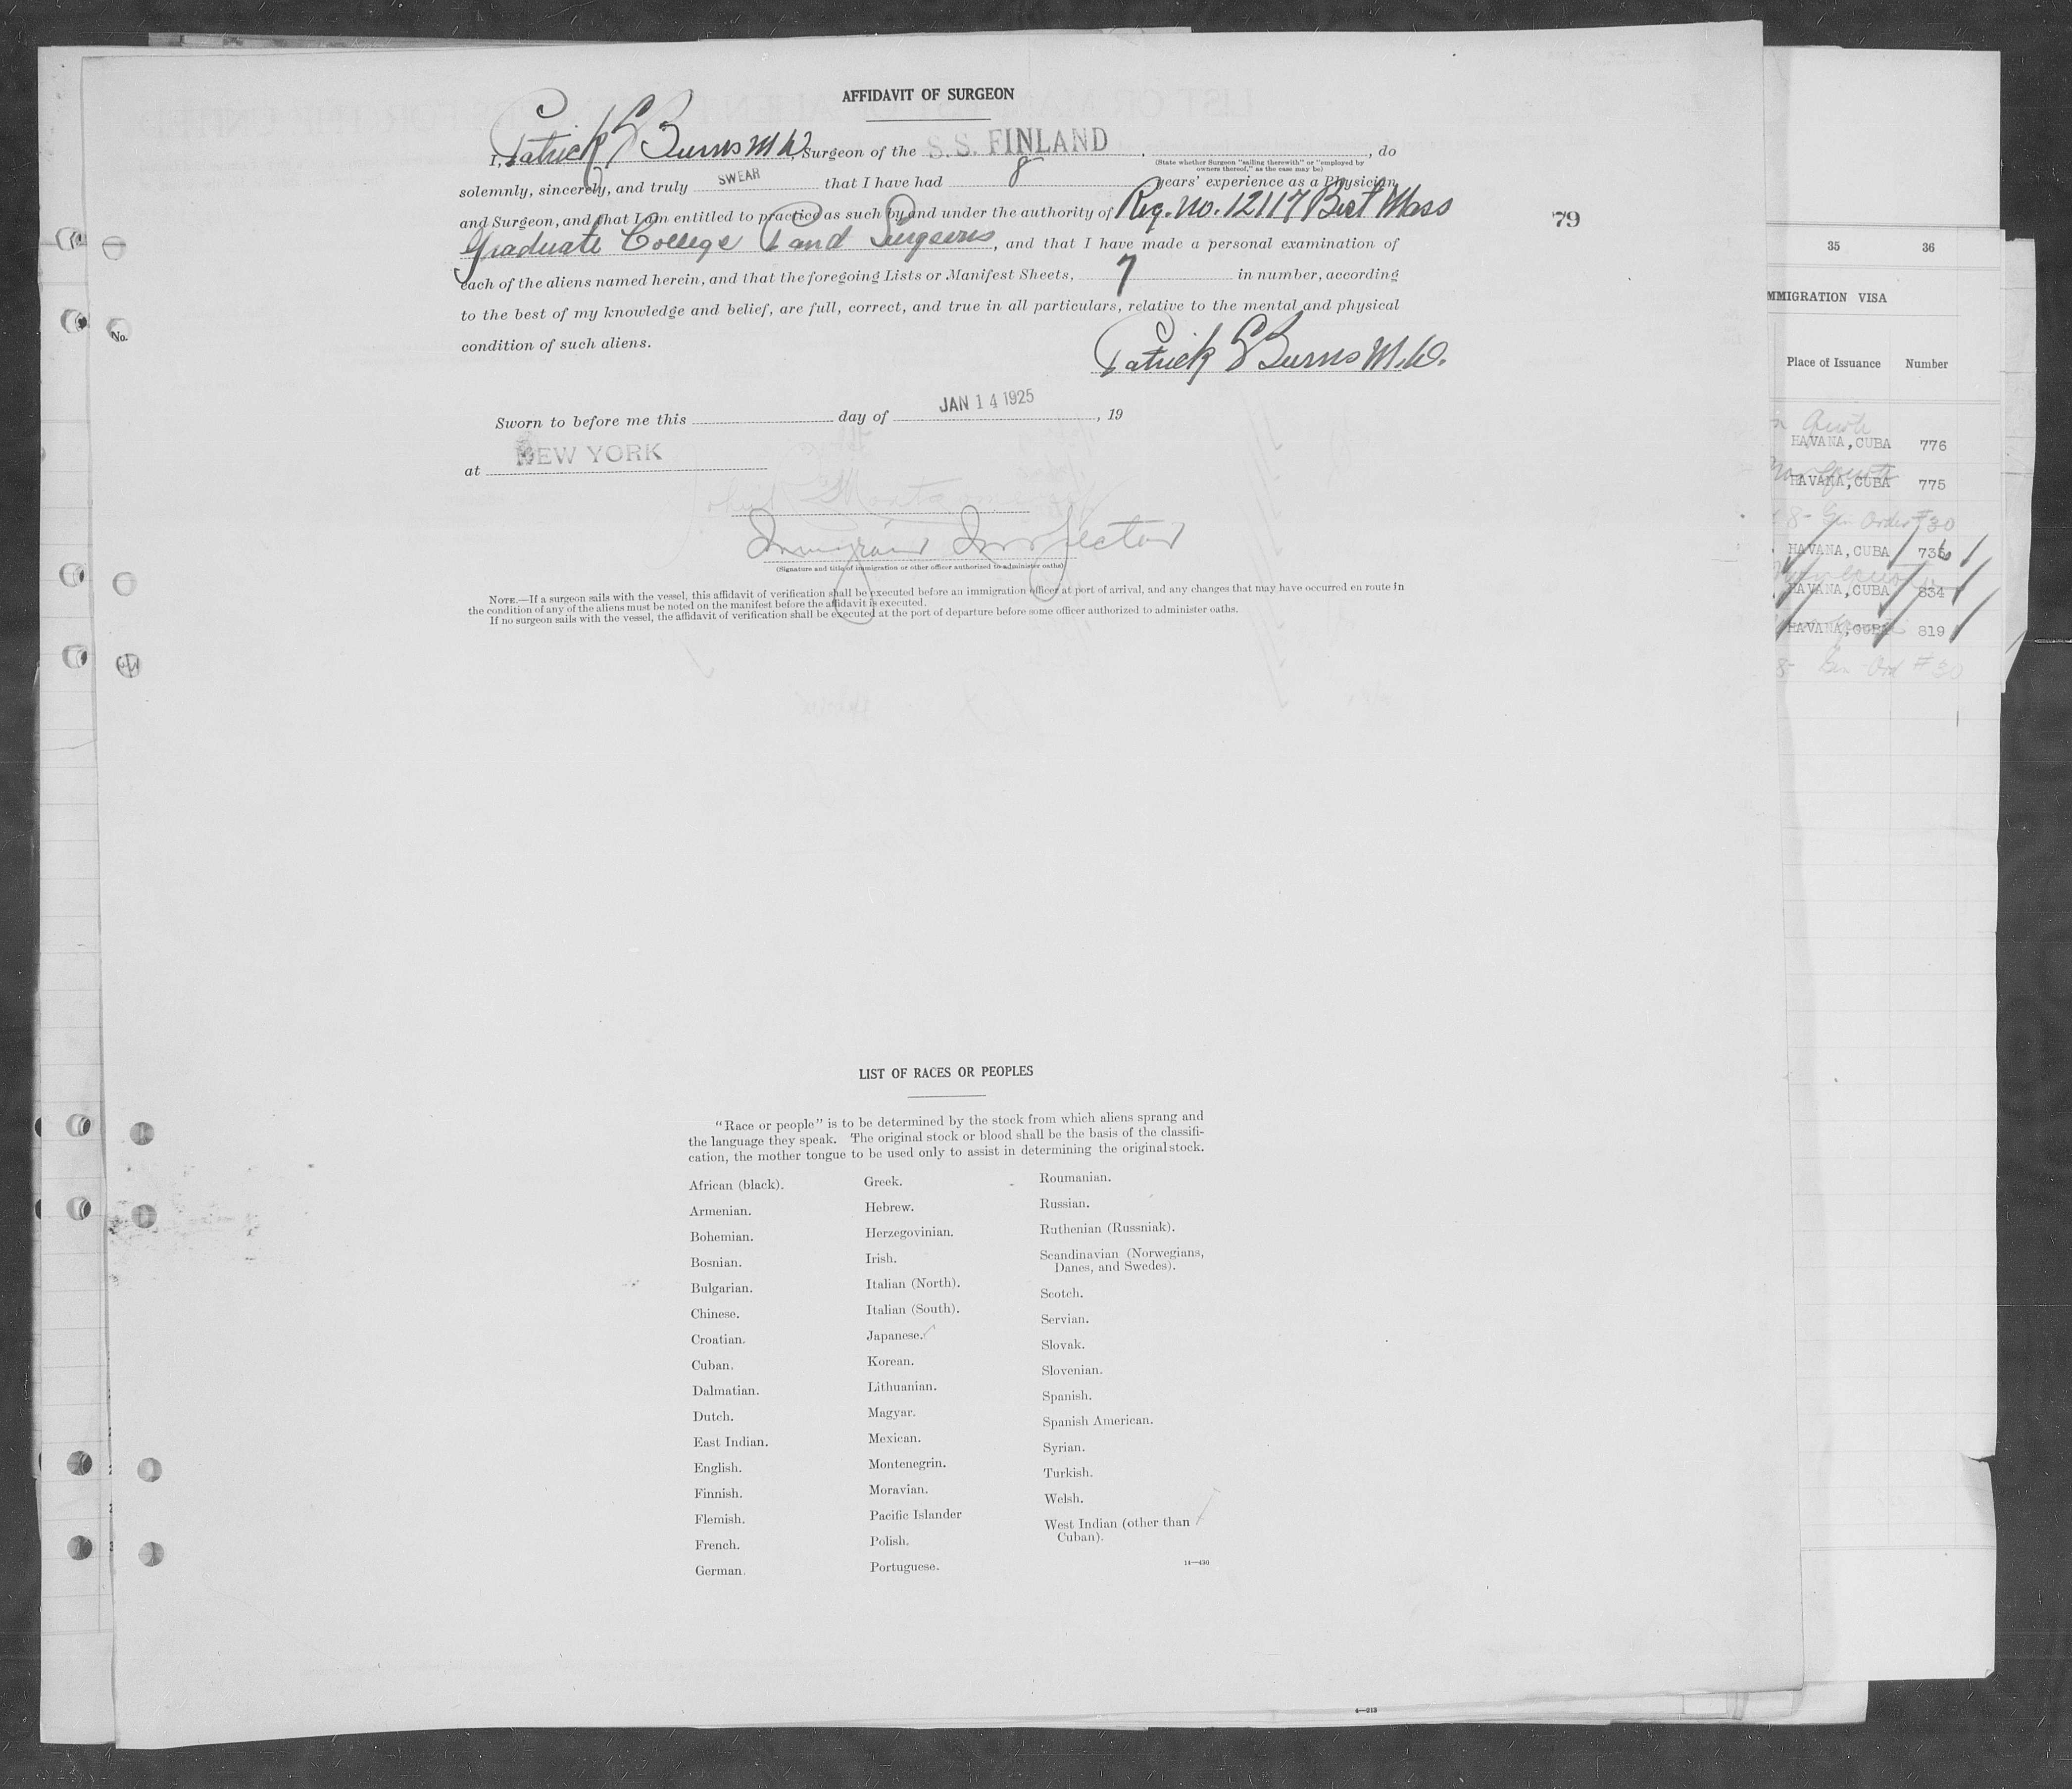 AFFIDAVIT OF SURGEON
I, Patrick S Burns M.D., Surgeon of the S. S. FINLAND, , do
(State whether Surgeon "sailing therewith" or "employed by
owners thereof," as the case may be)
solemnly, sincerely, and truly SWEAR that I have had 8 years' experience as a Physician
and Surgeon, and that I am entitled to practice as such by and under the authority of Reg. No. 12117 Mass
Graduate College P and Surgeons, and that I have made a personal examination of
each of the aliens named herein, and that the foregoing Lists or Manifest Sheets, 7 in number, according
to the best of my knowledge and belief, are full, correct, and true in all particulars, relative to the mental and physical
condition of such aliens.
Patrick S Burns M.D.
Sworn to before me this day of JAN 14 1925, 19
at NEW YORK
Immigrant Inspector
(Signature and title of immigration or other officer authorized to administer oaths)
NOTE.—If a surgeon sails with the vessel, this affidavit of verification shall be executed before an immigration officer at port of arrival, and any changes that may have occurred en route in
the condition of any of the aliens must be noted on the manifest before the affidavit is executed.
If no surgeon sails with the vessel, the affidavit of verification shall be executed at the port of departure before some officer authorized to administer oaths.
79
No.
LIST OF RACES OR PEOPLES
"Race or people" is to be determined by the stock from which aliens sprang and
the language they speak. The original stock or blood shall be the basis of the classifi-
cation, the mother tongue to be used only to assist in determining the original stock.
African (black).
Armenian.
Bohemian.
Bosnian.
Bulgarian.
Chinese.
Croatian.
Cuban.
Dalmatian.
Dutch.
East Indian.
English.
Finnish.
Flemish.
French.
German.
Greek.
Hebrew.
Herzegovinian.
Irish.
Italian (North).
Italian (South).
Japanese.
Korean.
Lithuanian.
Magyar.
Mexican.
Montenegrin.
Moravian.
Pacific Islander
Polish.
Portuguese.
Roumanian.
Russian.
Ruthenian (Russniak).
Scandinavian (Norwegians,
Danes, and Swedes).
Scotch.
Servian.
Slovak.
Slovenian.
Spanish.
Spanish American.
Syrian.
Turkish.
Welsh.
West Indian (other than
Cuban).
14—430
35 36
MMIGRATION VISA
Place of Issuance Number
HAVANA, CUBA 776
HAVANA, CUBA 775
8- Gen Order #30
HAVANA, CUBA
HAVANA, CUBA 834
HAVANA, CUBA 819
8- Gen Ord #30
4—213